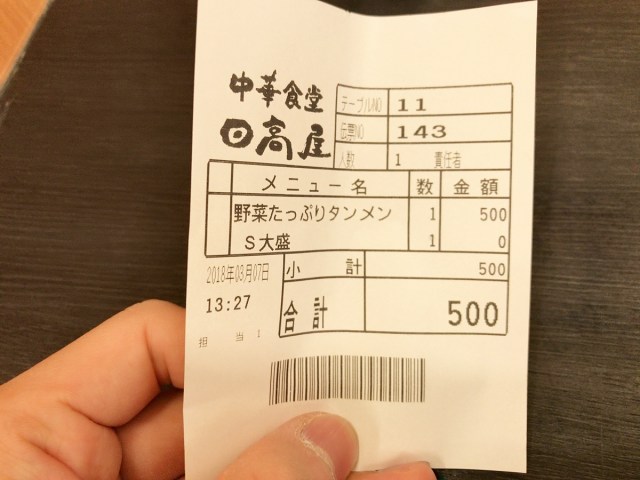 中華食堂
日高屋
テーブルNO 11
伝票NO 143
人数 1 責任者
メニュー名 数 金額
野菜たっぷりタンメン 1 500
S大盛 1 0
2018年03月07日
13:27
担 当 1
小 計 500
合計 500